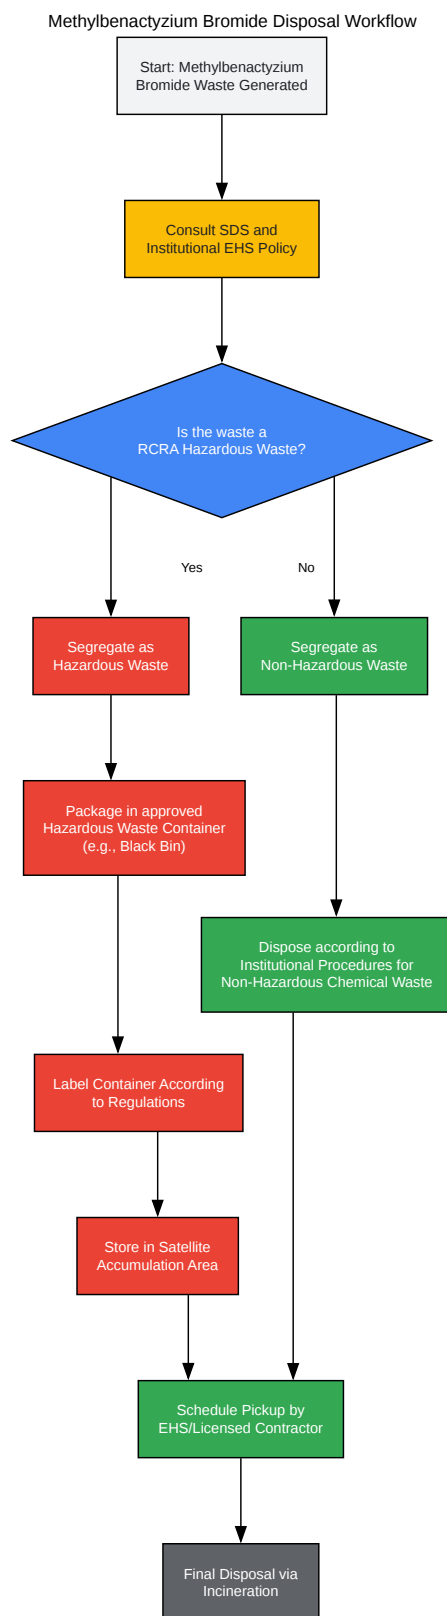 Methylbenactyzium Bromide Disposal Workflow
Start: Methylbenactyzium
Bromide Waste Generated
Consult SDS and
Institutional EHS Policy
Is the waste a
RCRA Hazardous Waste?
Yes
No
Segregate as
Hazardous Waste
Segregate as
Non-Hazardous Waste
Package in approved
Hazardous Waste Container
(e.g., Black Bin)
Dispose according to
Institutional Procedures for
Non-Hazardous Chemical Waste
Label Container According
to Regulations
Store in Satellite
Accumulation Area
Schedule Pickup by
EHS/Licensed Contractor
Final Disposal via
Incineration